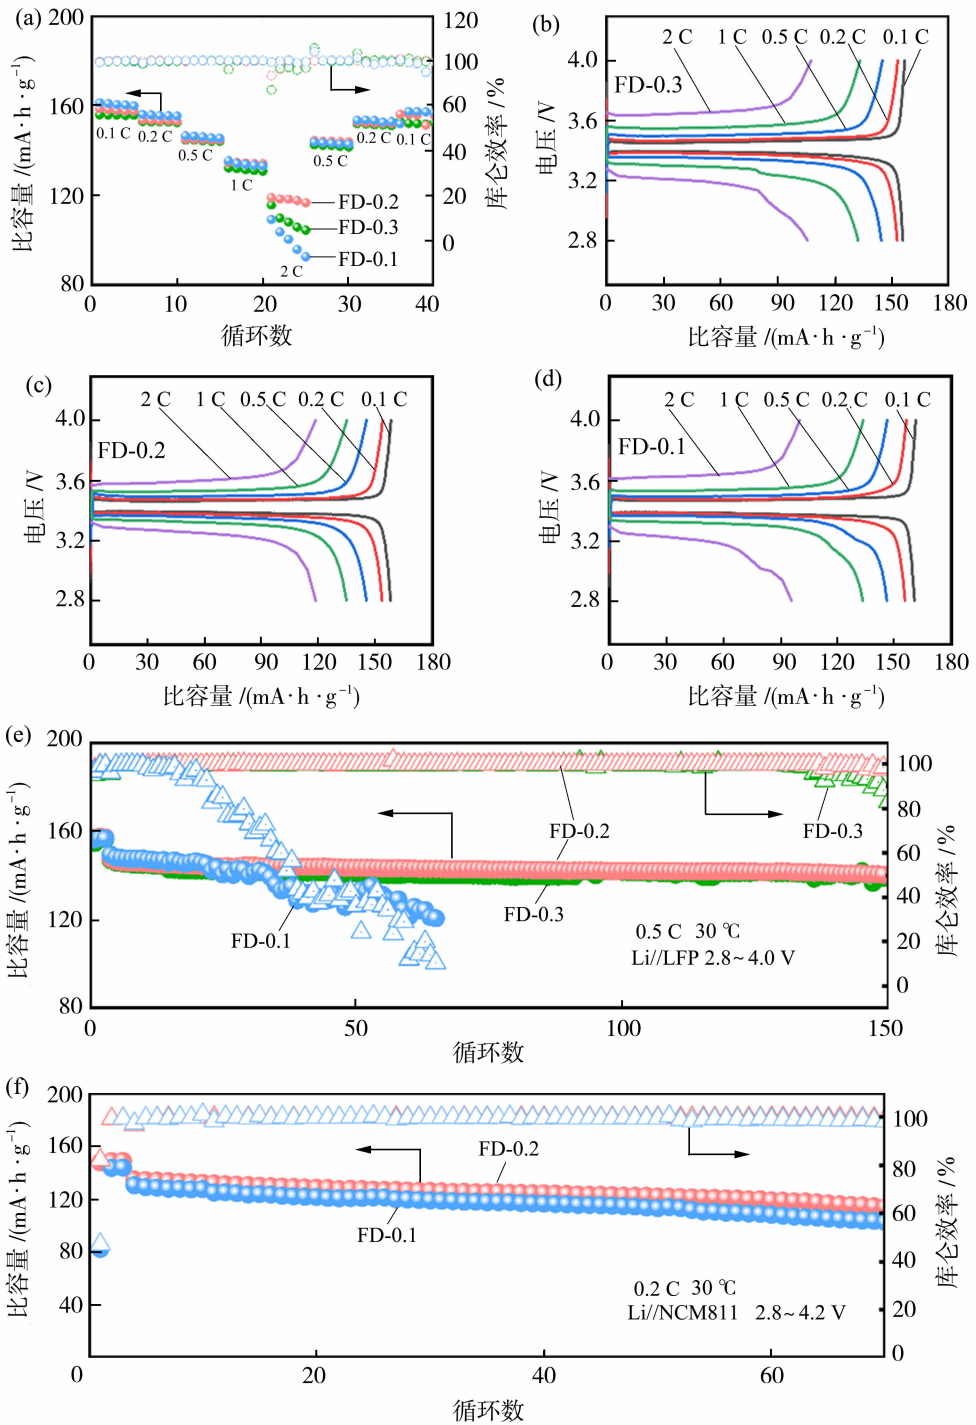 (a)
200
160
120
80
0 10 20 30 40
120
100
80
60
40
20
0
比容量 /(mA·h·g⁻¹)
库仑效率 /%
循环数
0.1 C
0.2 C
0.5 C
1 C
2 C
0.5 C
0.2 C
0.1 C
FD-0.2
FD-0.3
FD-0.1
(b)
2 C 1 C 0.5 C 0.2 C 0.1 C
FD-0.3
4.0
3.6
3.2
2.8
电压 /V
0 30 60 90 120 150 180
比容量 /(mA·h·g⁻¹)
(c)
2 C 1 C 0.5 C 0.2 C 0.1 C
FD-0.2
4.0
3.6
3.2
2.8
电压 /V
0 30 60 90 120 150 180
比容量 /(mA·h·g⁻¹)
(d)
2 C 1 C 0.5 C 0.2 C 0.1 C
FD-0.1
4.0
3.6
3.2
2.8
电压 /V
0 30 60 90 120 150 180
比容量 /(mA·h·g⁻¹)
(e)
200
160
120
80
比容量 /(mA·h·g⁻¹)
100
80
60
40
20
0
库仑效率 /%
FD-0.2
FD-0.3
FD-0.1
FD-0.3
0.5 C 30 ℃
Li//LFP 2.8~4.0 V
0 50 100 150
循环数
(f)
200
160
120
80
40
0
比容量 /(mA·h·g⁻¹)
100
80
60
40
20
0
库仑效率 /%
FD-0.2
FD-0.1
0.2 C 30 ℃
Li//NCM811 2.8~4.2 V
20 40 60
循环数